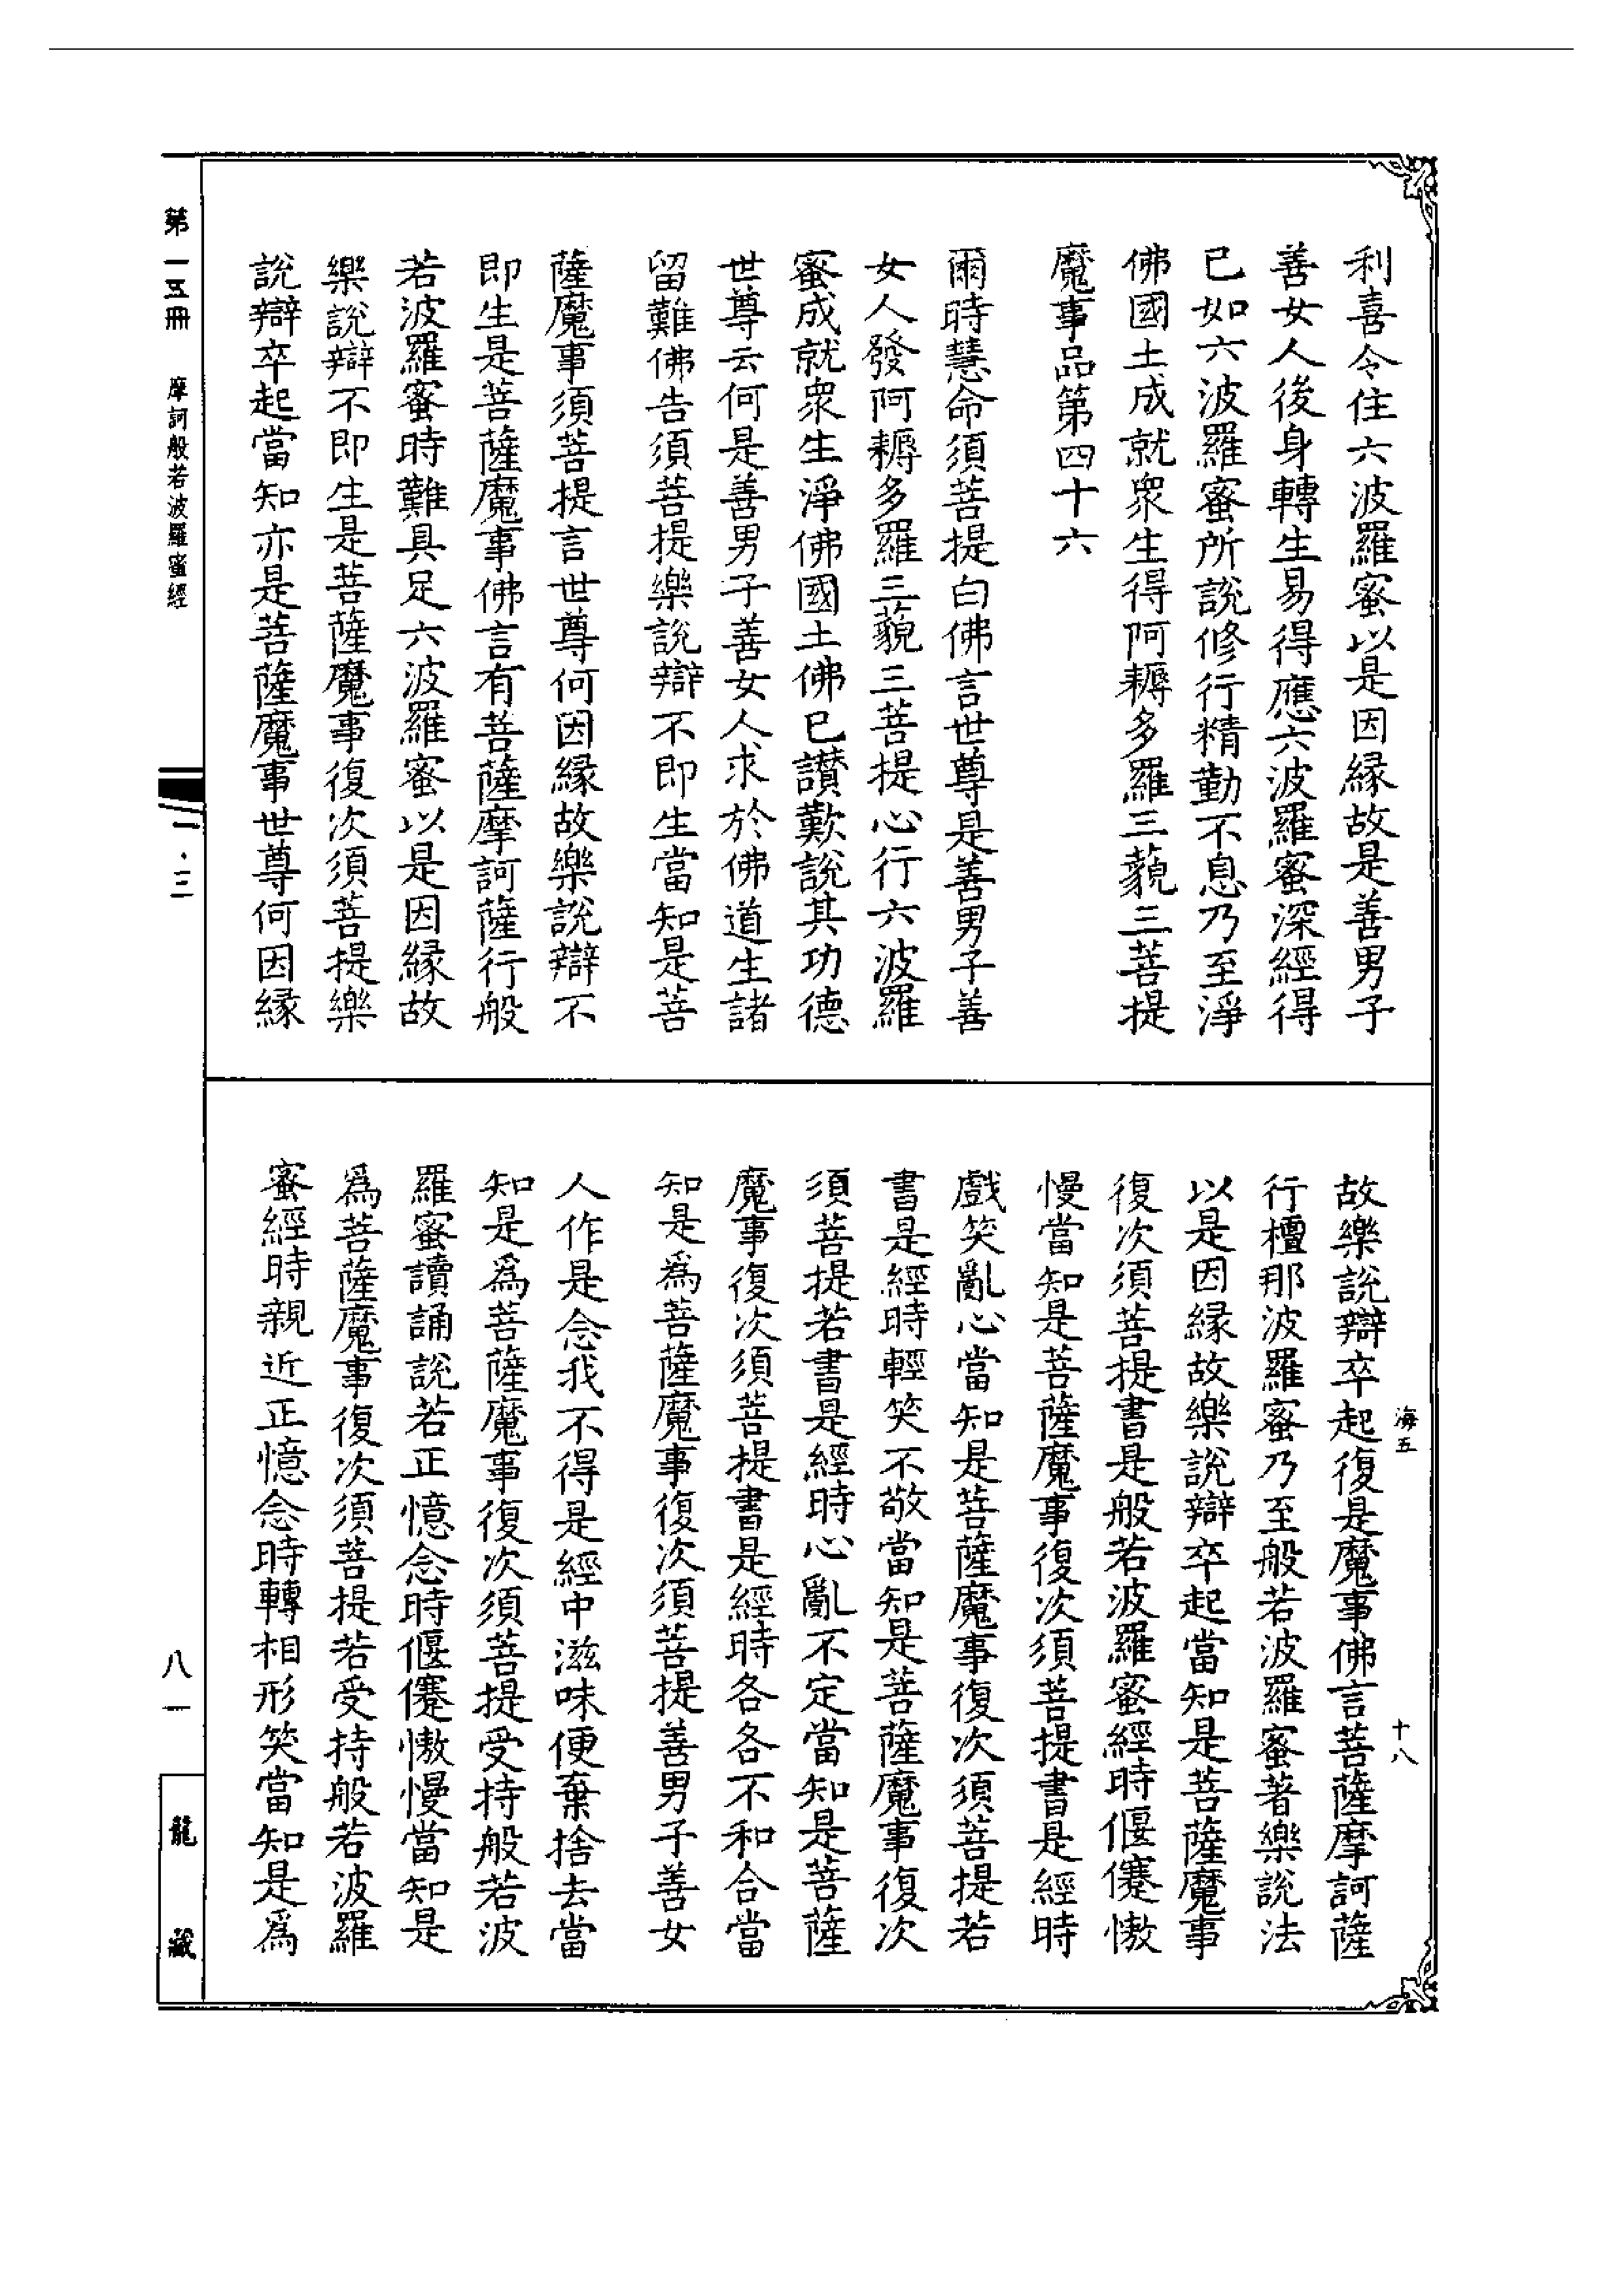 利喜令住六波羅蜜以是因緣故是善男子
善女人後身轉生易得應六波羅蜜深經得
已如六波羅蜜所說修行精勤不息乃至淨
佛國土成就衆生得阿耨多羅三藐三菩提
魔事品第四十六
爾時慧命須菩提白佛言世尊是善男子善
女人發阿耨多羅三藐三菩提心行六波羅
蜜成就衆生淨佛國土佛已讃歎說其功德
世尊云何是善男子善女人求於佛道生諸
留難佛告須菩提樂說辯不即生當知是菩
薩魔事須菩提言世尊何因緣故樂說辯不
即生是菩薩魔事佛言有菩薩摩訶薩行般
若波羅蜜時難具足六波羅蜜以是因緣故
樂說辯不即生是菩薩魔事復次須菩提樂
說辯卒起當知亦是菩薩魔事世尊何因緣
海五
十八
故樂說辯卒起復是魔事佛言菩薩摩訶薩
行檀那波羅蜜乃至般若波羅蜜著樂說法
以是因緣故樂說辯卒起當知是菩薩魔事
復次須菩提書是般若波羅蜜經時偃蹇慠
慢當知是菩薩魔事復次須菩提書是經時
戲笑亂心當知是菩薩魔事復次須菩提若
書是經時輕笑不敬當知是菩薩魔事復次
須菩提若書是經時心亂不定當知是菩薩
魔事復次須菩提書是經時各各不和合當
知是爲菩薩魔事復次須菩提善男子善女
人作是念我不得是經中滋味便棄捨去當
知是爲菩薩魔事復次須菩提受持般若波
羅蜜讀誦說若正憶念時偃蹇慠慢當知是
爲菩薩魔事復次須菩提若受持般若波羅
蜜經時親近正憶念時轉相形笑當知是爲
第一五冊
摩訶般若波羅蜜經
一·三
八一
龍藏